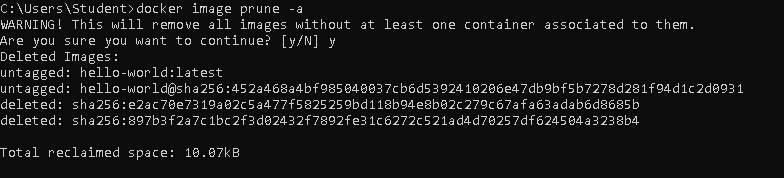 C:\Users\Student>docker image prune -a
WARNING! This will remove all images without at least one container associated to them.
Are you sure you want to continue? [y/N] y
Deleted Images:
untagged: hello-world:latest
untagged: hello-world@sha256:452a468a4bf985040037cb6d5392410206e47db9bf5b7278d281f94d1c2d0931
deleted: sha256:e2ac70e7319a02c5a477f5825259bd118b94e8b02c279c67afa63adab6d8685b
deleted: sha256:897b3f2a7c1bc2f3d02432f7892fe31c6272c521ad4d70257df624504a3238b4
Total reclaimed space: 10.07kB